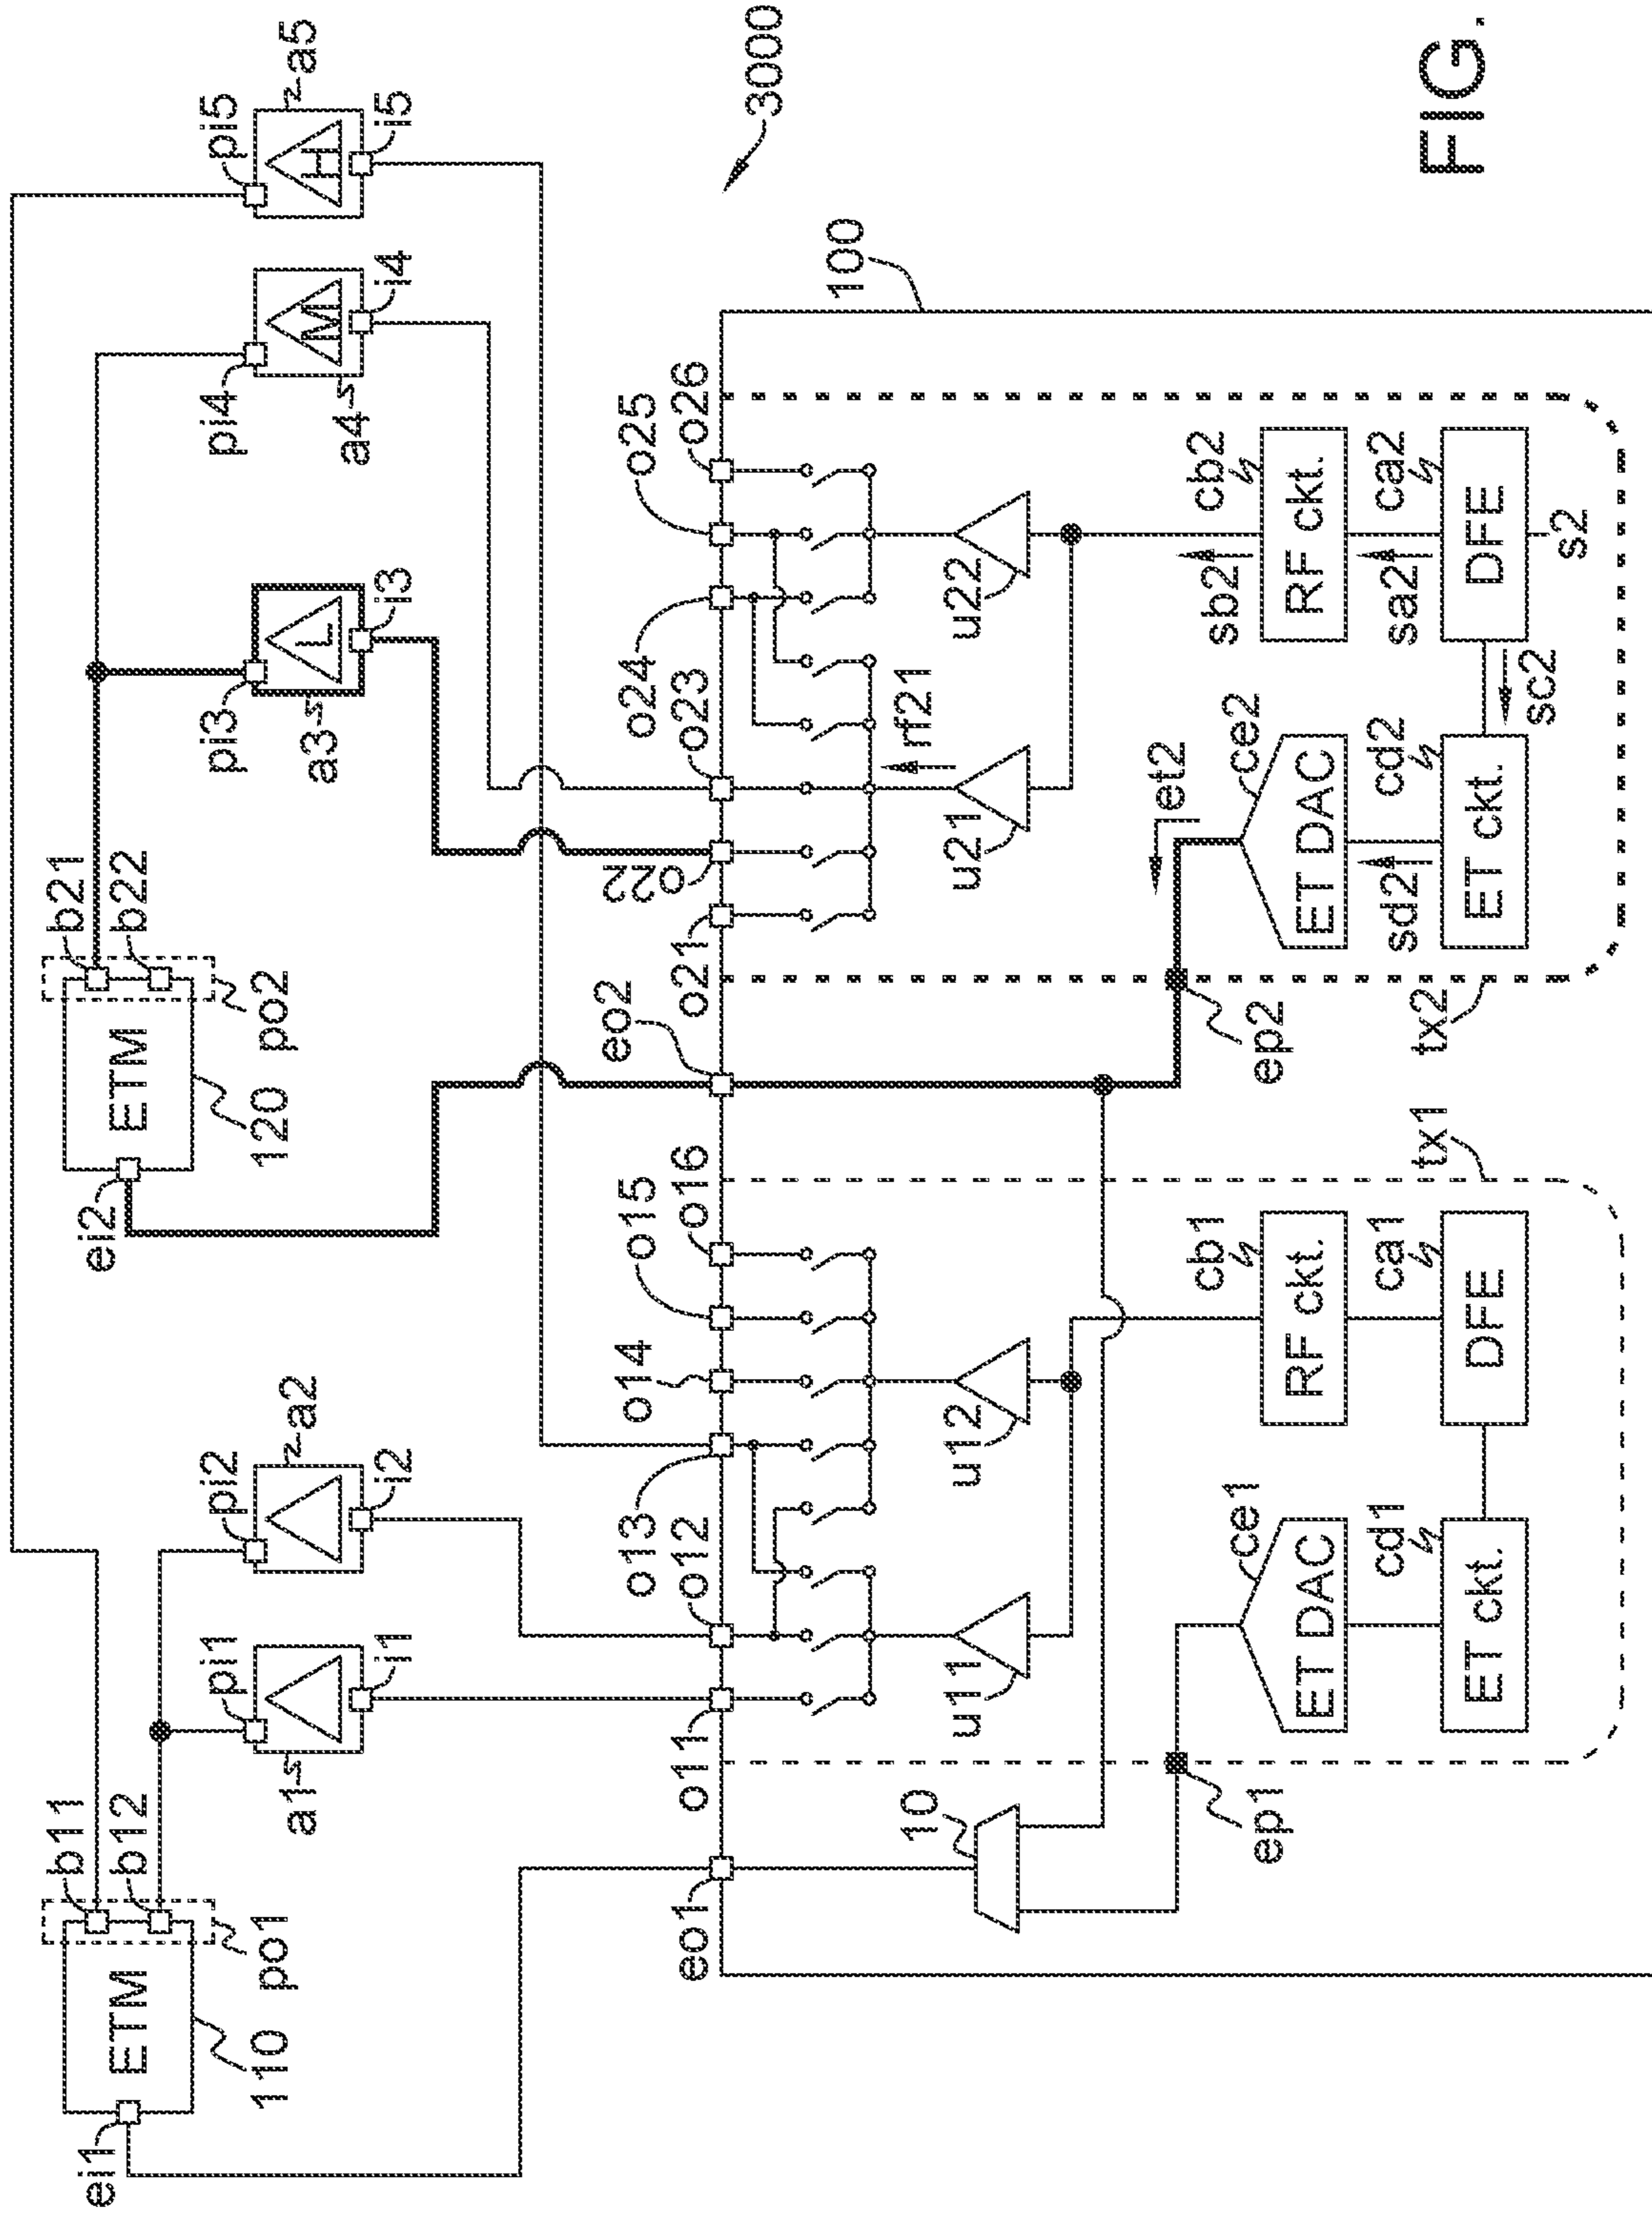 ei1
ETM
110
po1
b11
b12
ei2
ETM
120
po2
b21
b22
pi1
a1
i1
pi2
a2
i2
pi3
a3
L
i3
pi4
a4
M
i4
pi5
a5
H
i5
3000
100
eo1
o11
o12
o13
o14
o15
o16
eo2
o21
o22
o23
o24
o25
o26
10
u11
u12
u21
rf21
u22
ep1
ce1
ET DAC
cd1
ET ckt.
cb1
RF ckt.
ca1
DFE
tx1
ep2
et2
ce2
ET DAC
sd2
cd2
ET ckt.
sc2
sb2
cb2
RF ckt.
sa2
ca2
DFE
s2
tx2
FIG.